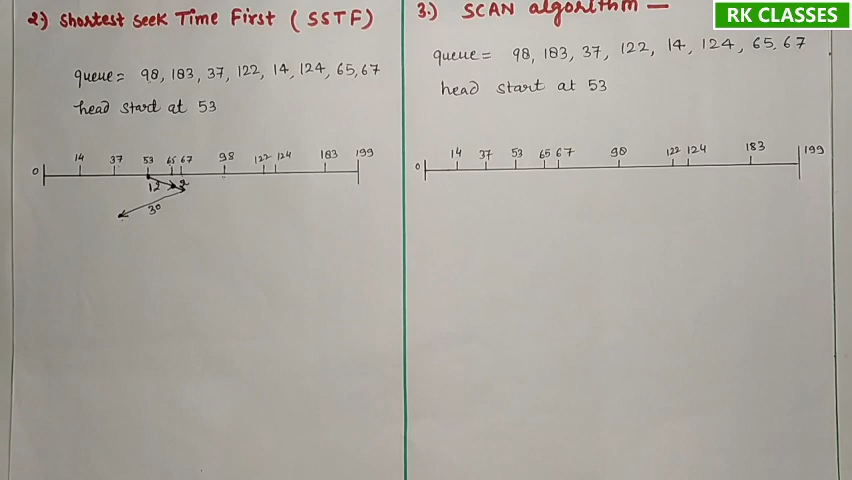 2.) Shortest Seek Time First (SSTF)
queue = 98, 183, 37, 122, 14, 124, 65, 67
head start at 53
0 14 37 53 65 67 98 122 124 183 199
12 2
30
3.) SCAN algorithm —
RK CLASSES
queue = 98, 183, 37, 122, 14, 124, 65, 67
head start at 53
0 14 37 53 65 67 98 122 124 183 199